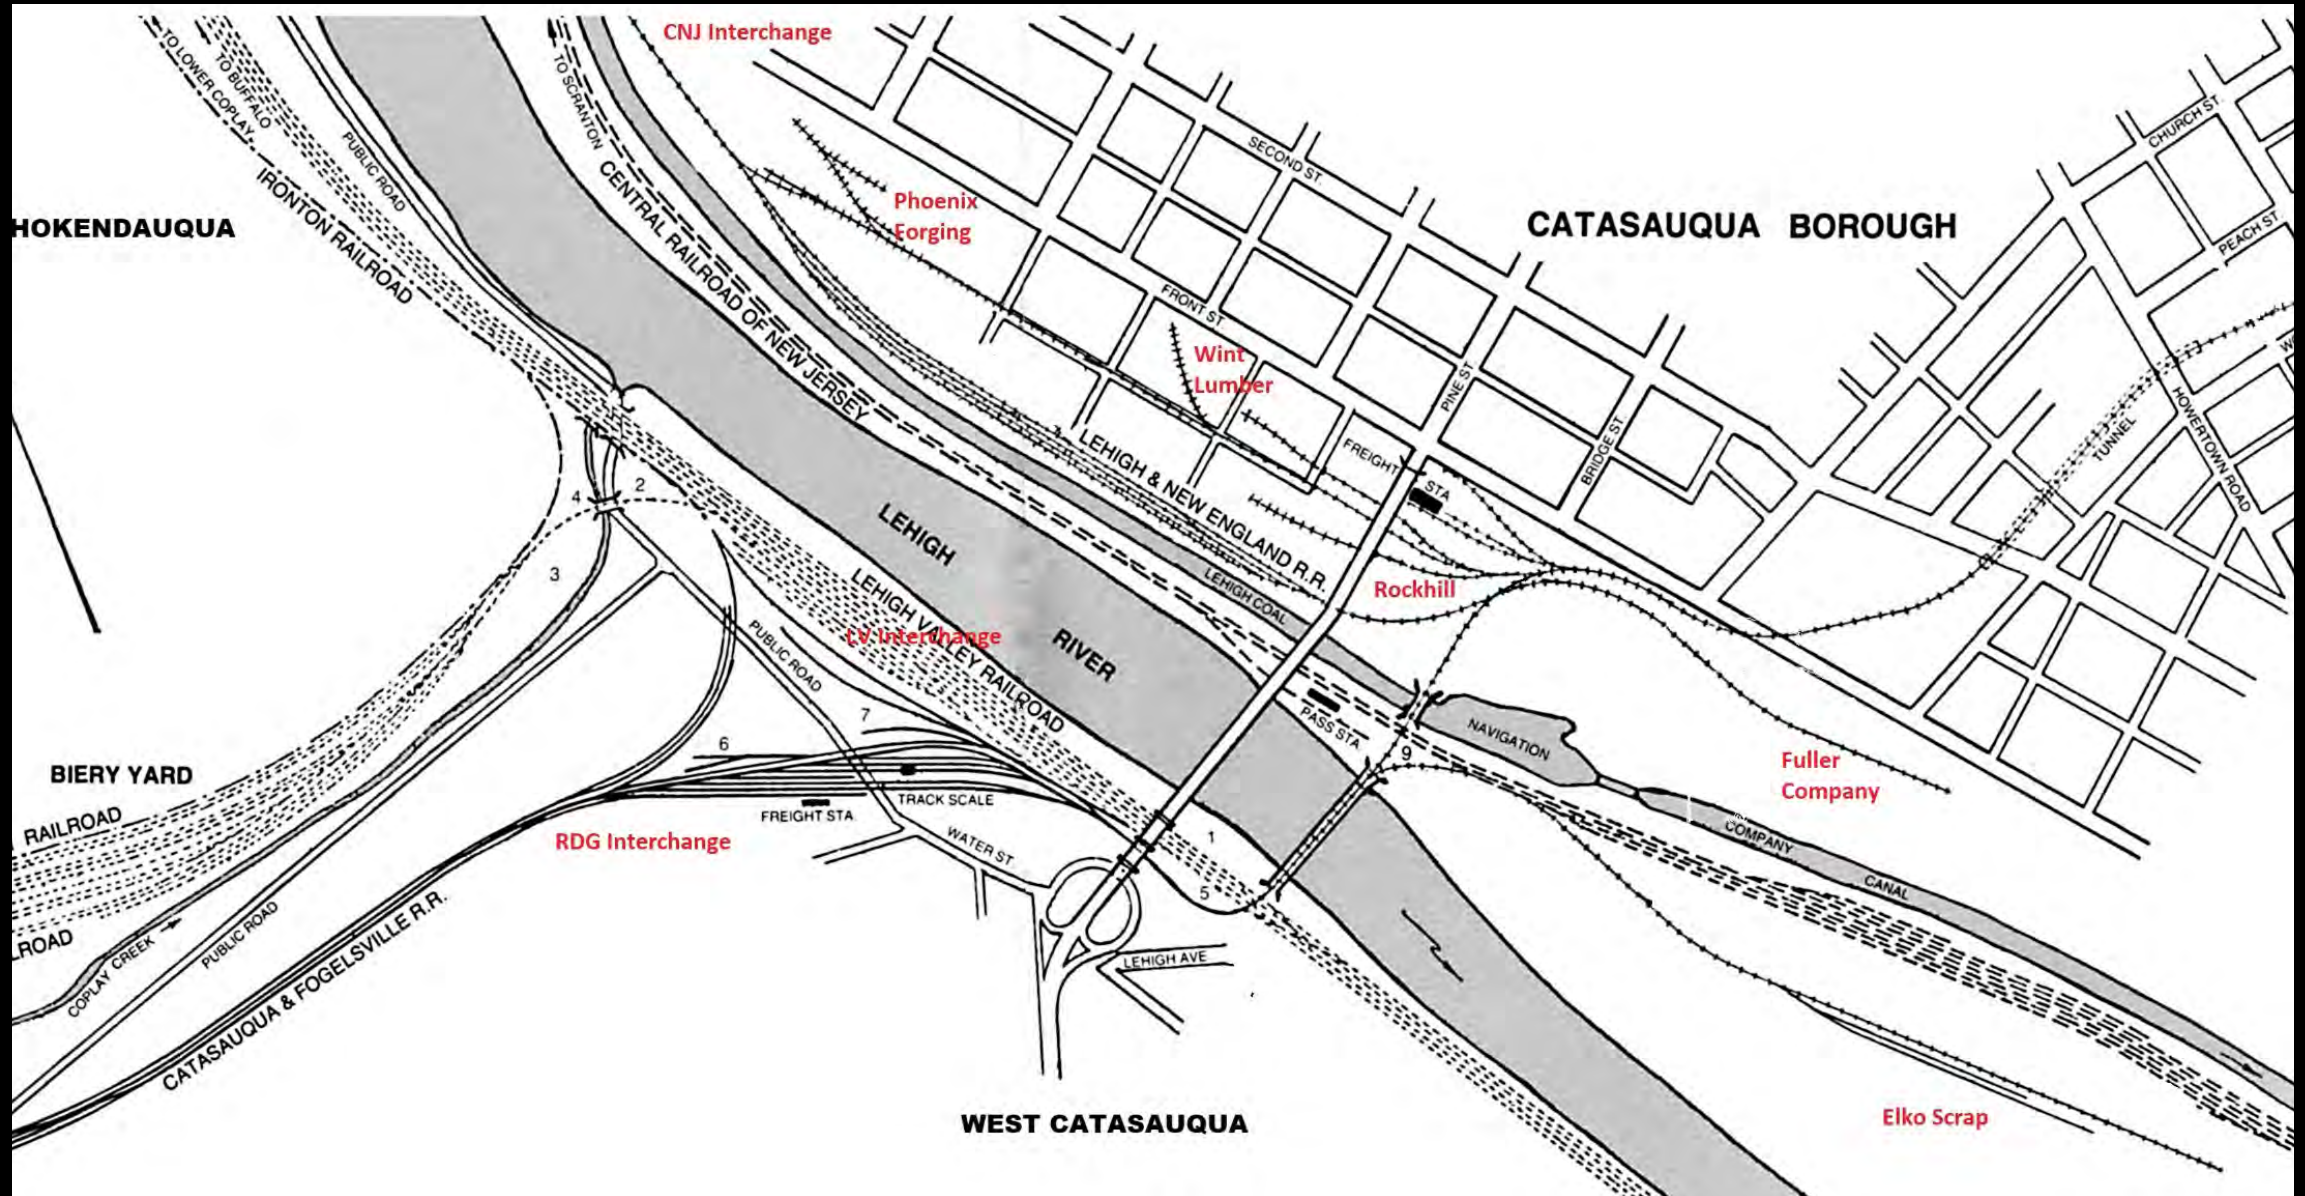 CNJ Interchange
TO LOWER COPLAY
TO BUFFALO
PUBLIC ROAD
TO SCRANTON
IRONTON RAILROAD
CENTRAL RAILROAD OF NEW JERSEY
HOKENDAUQUA
Phoenix
Forging
SECOND ST.
CATASAUQUA BOROUGH
CHURCH ST.
PEACH ST.
FRONT ST.
Wint
Lumber
PINE ST
BRIDGE ST
HOWERTOWN ROAD
TUNNEL
FREIGHT
STA
LEHIGH & NEW ENGLAND R.R.
Rockhill
LEHIGH COAL
LEHIGH
RIVER
4
2
3
LEHIGH VALLEY RAILROAD
LV Interchange
PUBLIC ROAD
7
6
PASS STA.
9
NAVIGATION
Fuller
Company
COMPANY
CANAL
BIERY YARD
RAILROAD
LROAD
TRACK SCALE
FREIGHT STA.
RDG Interchange
WATER ST.
1
5
COPLAY CREEK
PUBLIC ROAD
CATASAUQUA & FOGELSVILLE R.R.
LEHIGH AVE
WEST CATASAUQUA
Elko Scrap